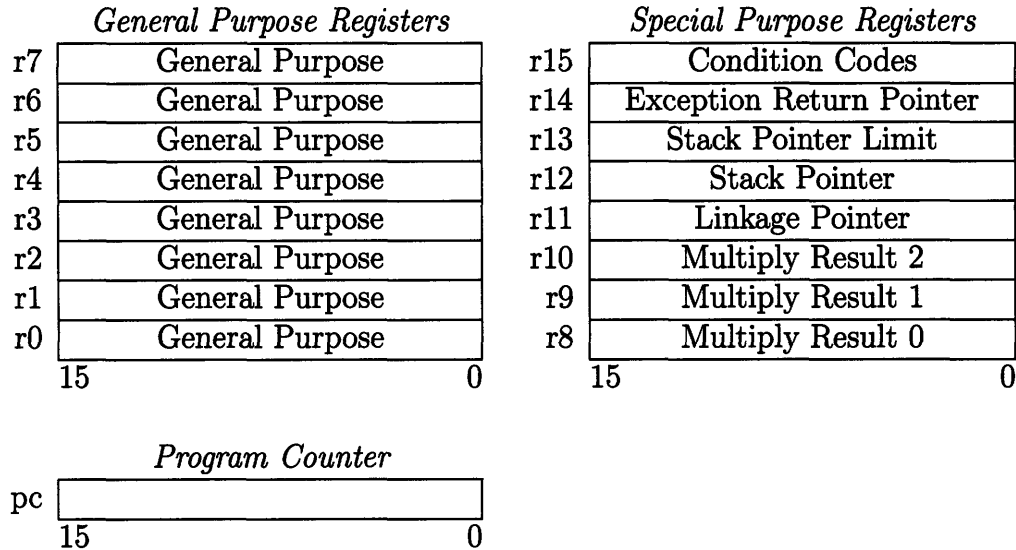 General Purpose Registers
r7 General Purpose
r6 General Purpose
r5 General Purpose
r4 General Purpose
r3 General Purpose
r2 General Purpose
r1 General Purpose
r0 General Purpose
15 0
Special Purpose Registers
r15 Condition Codes
r14 Exception Return Pointer
r13 Stack Pointer Limit
r12 Stack Pointer
r11 Linkage Pointer
r10 Multiply Result 2
r9 Multiply Result 1
r8 Multiply Result 0
15 0
Program Counter
pc
15 0